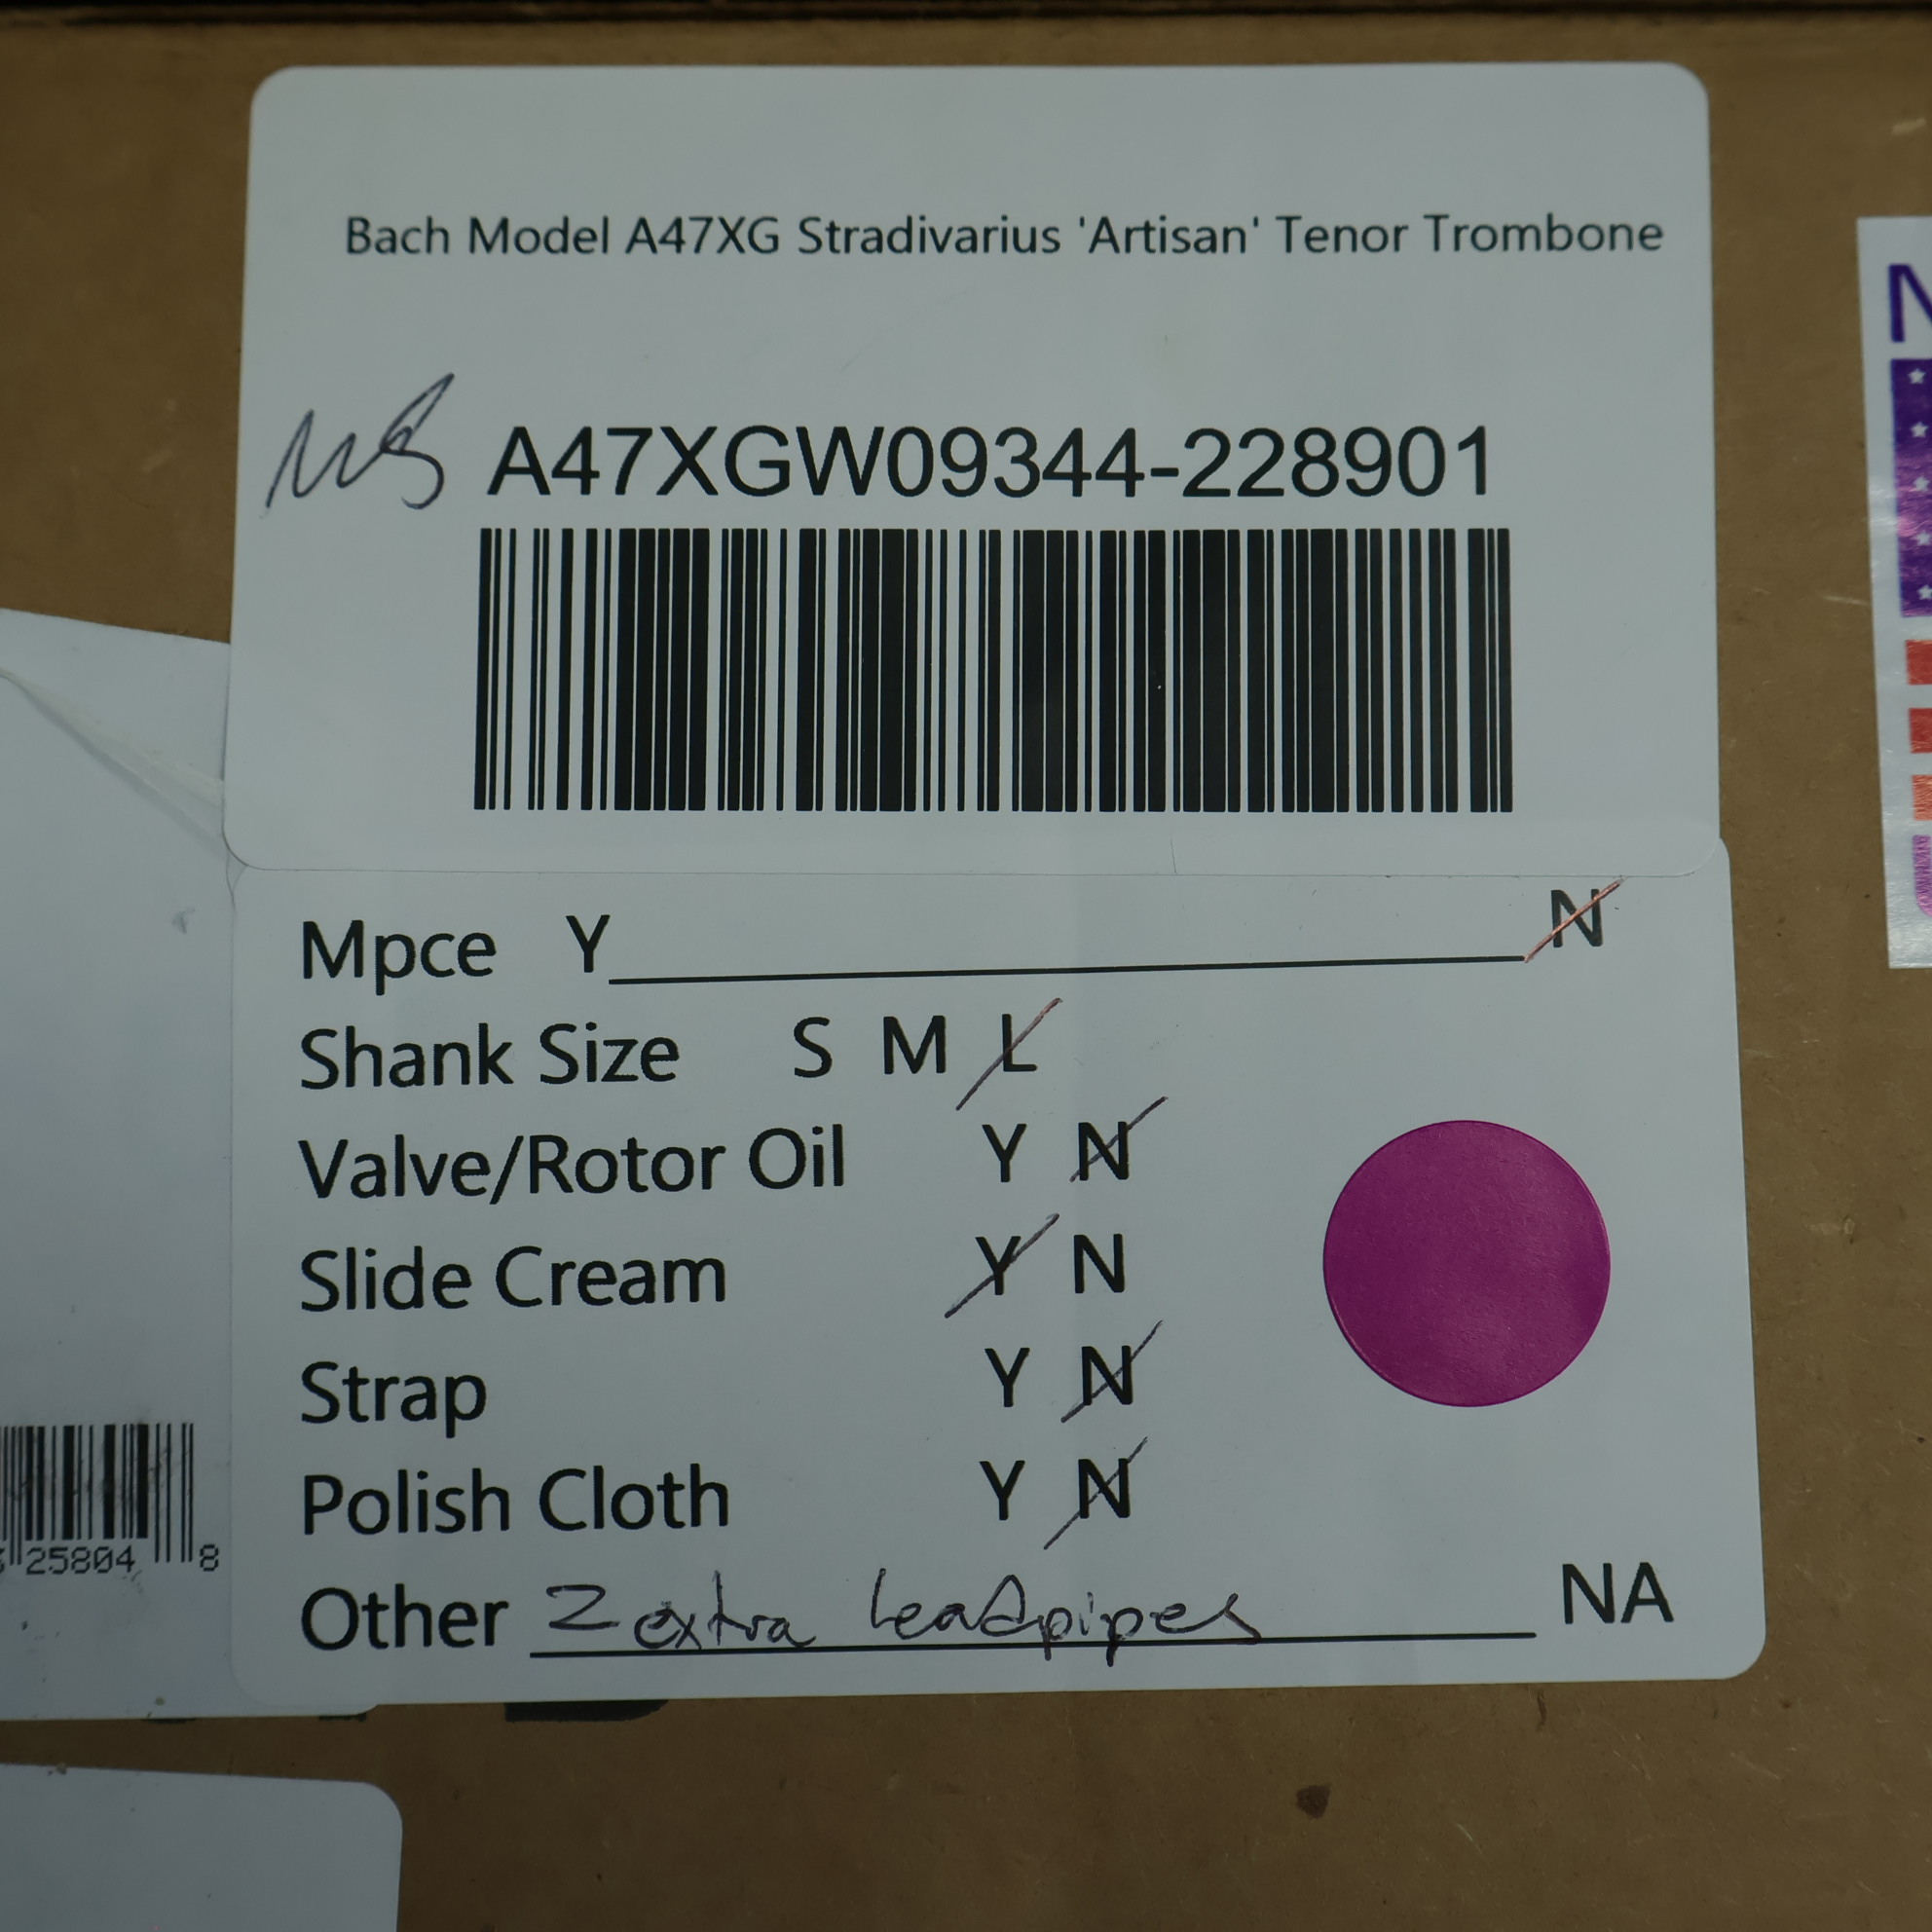 Bach Model A47XG Stradivarius 'Artisan' Tenor Trombone
A47XGW09344-228901
Mpce Y N
Shank Size S M L
Valve/Rotor Oil Y N
Slide Cream Y N
Strap Y N
Polish Cloth Y N
Other 2 extra leadpipes NA
25804 8
N